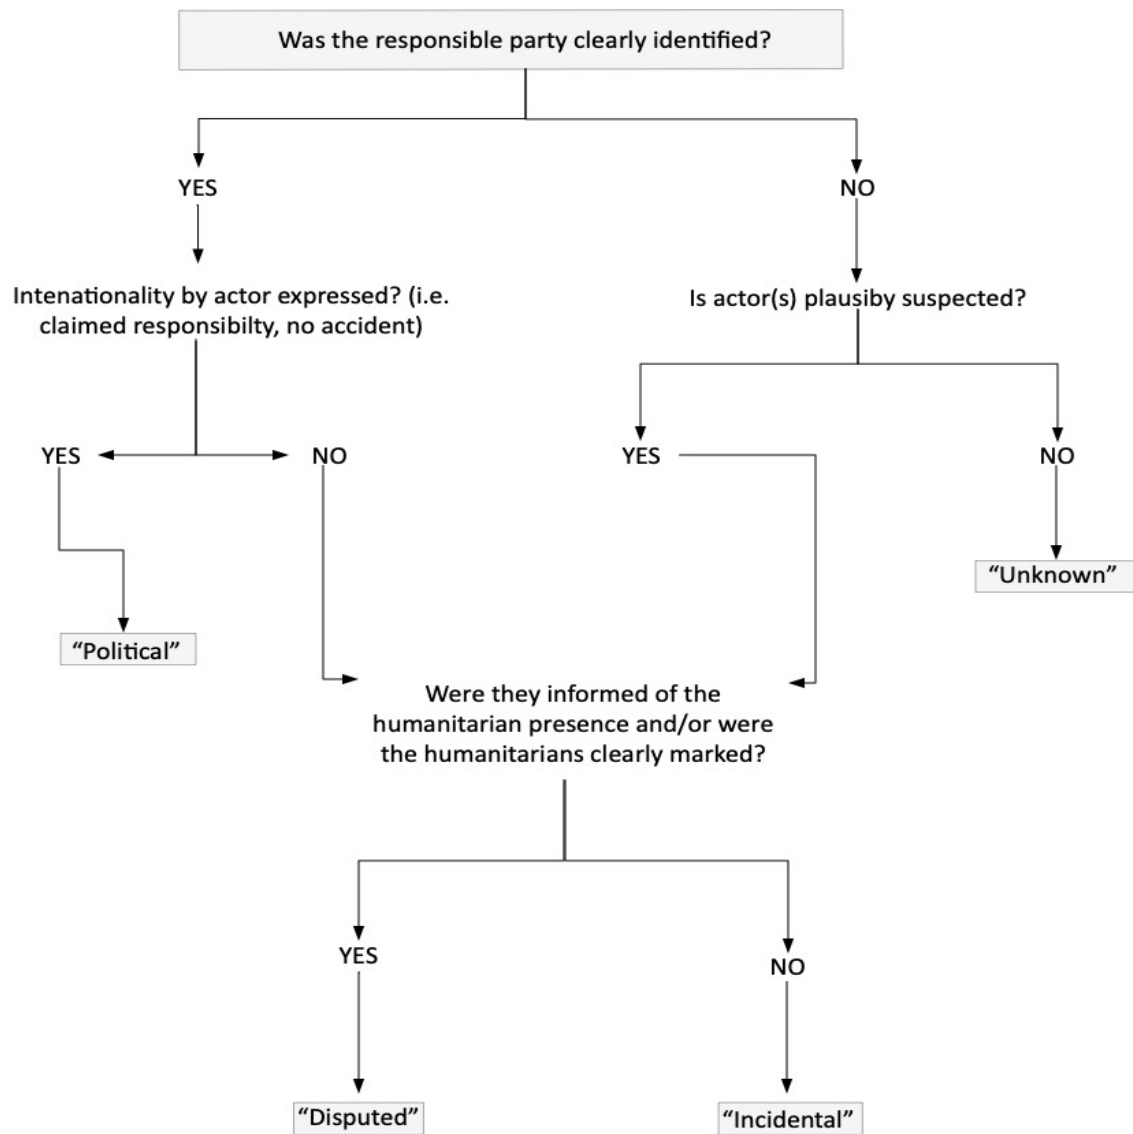 Was the responsible party clearly identified?
YES
NO
Intenationality by actor expressed? (i.e.
claimed responsibilty, no accident)
Is actor(s) plausiby suspected?
YES
NO
YES
NO
“Unknown”
“Political”
Were they informed of the
humanitarian presence and/or were
the humanitarians clearly marked?
YES
NO
“Disputed”
“Incidental”